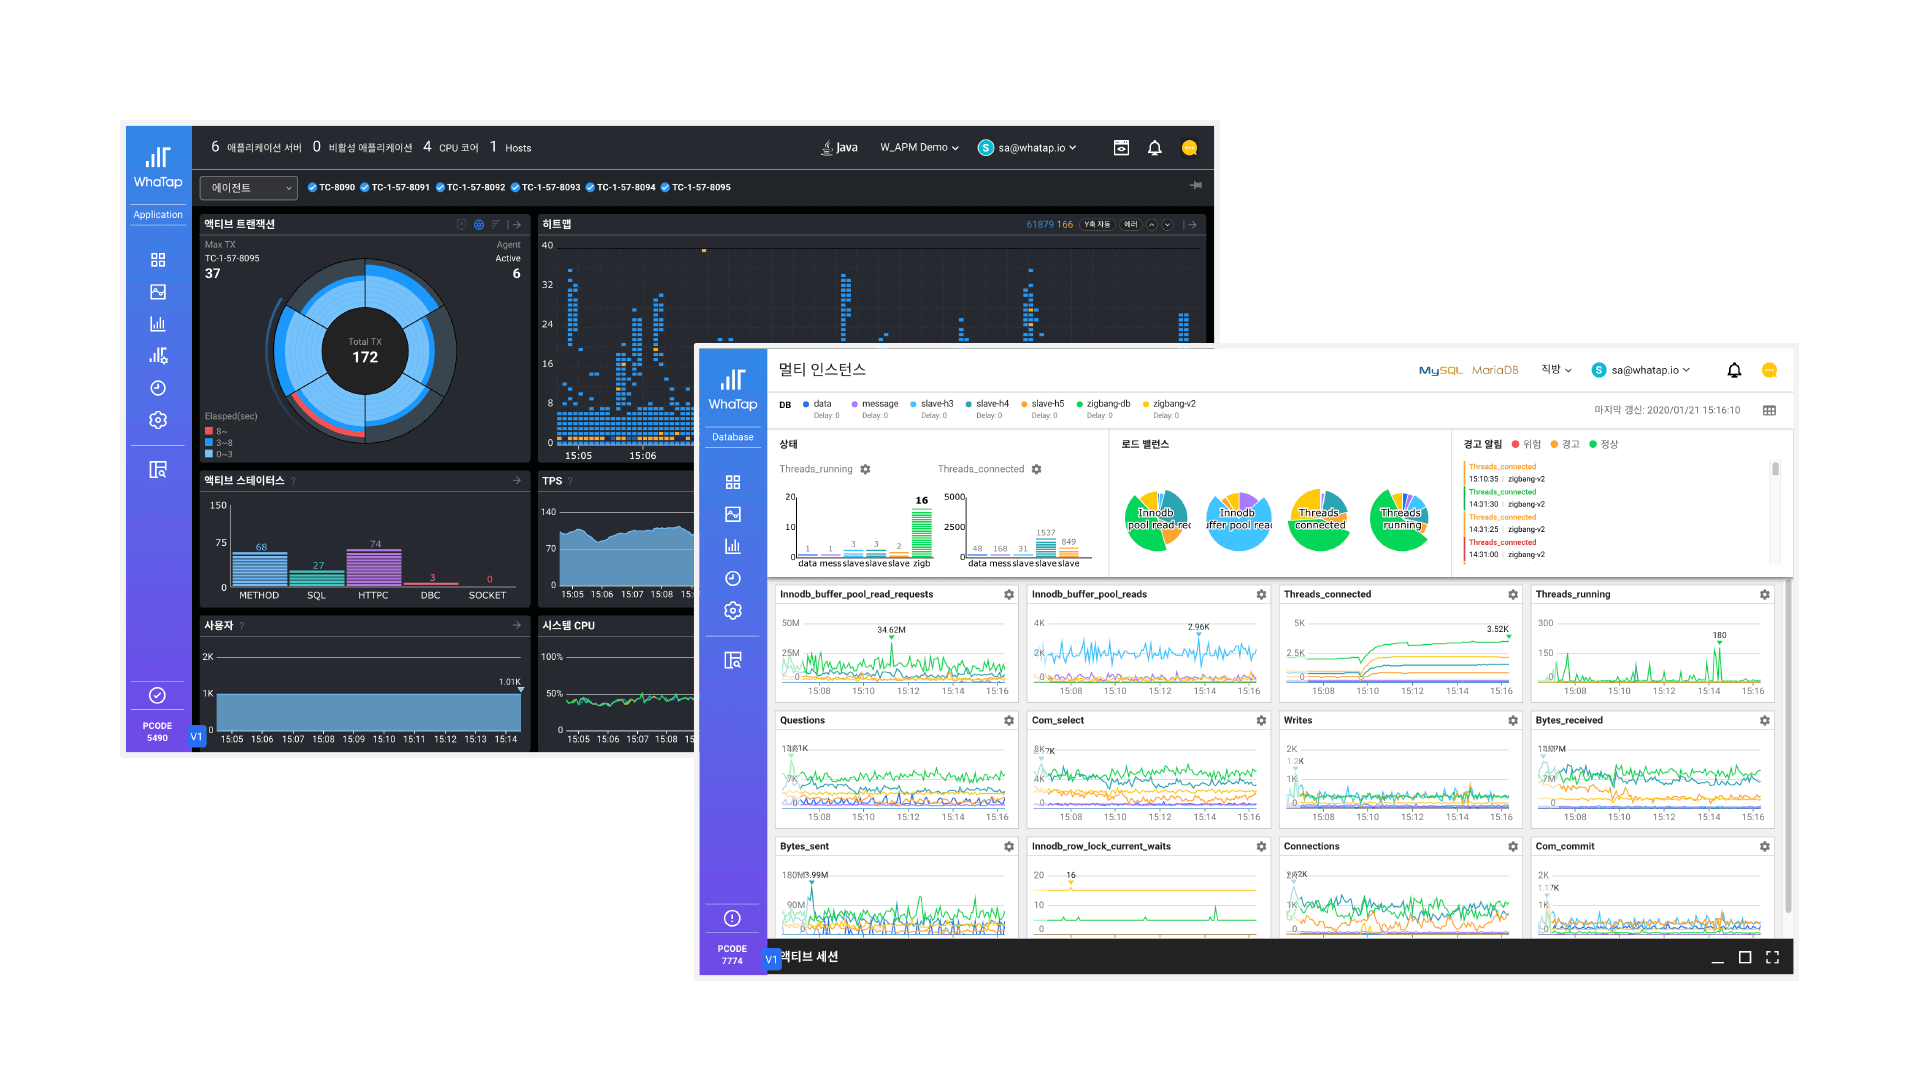 WhaTap
Application
PCODE
5490
V1
6 애플리케이션 서버 0 비활성 애플리케이션 4 CPU 코어 1 Hosts
Java W_APM Demo S sa@whatap.io
에이전트 TC-8090 TC-1-57-8091 TC-1-57-8092 TC-1-57-8093 TC-1-57-8094 TC-1-57-8095
액티브 트랜잭션
Max TX Agent
TC-1-57-8095 Active
37 6
Total TX
172
Elasped(sec)
8~
3~8
0~3
히트맵 61879 166 Y축 자동 에러
40
32
24
16
8
0
15:05 15:06
액티브 스테이터스 ?
150
75
0
68 27 74 3 0
METHOD SQL HTTPC DBC SOCKET
TPS ?
140
70
0
15:05 15:06 15:07 15:08
사용자 ?
2K
1K
0
1.01K
15:05 15:06 15:07 15:08 15:09 15:10 15:11 15:12 15:13 15:14
시스템 CPU
100%
50%
0
15:05 15:06 15:07 15:08
WhaTap
Database
PCODE
7774
V1
멀티 인스턴스 MySQL MariaDB 직방 S sa@whatap.io
DB data message slave-h3 slave-h4 slave-h5 zigbang-db zigbang-v2
Delay: 0 Delay: 0 Delay: 0 Delay: 0 Delay: 0 Delay: 0 Delay: 0
마지막 갱신: 2020/01/21 15:16:10
상태
Threads_running
20
10
0
1 1 3 3 2 16
data mess slave slave slave zigb
Threads_connected
5000
2500
0
48 168 31 1537 849
data mess slave slave slave
로드 밸런스
Innodb
pool read_rec
Innodb
uffer pool read
Threads
connected
Threads
running
경고 알림 위험 경고 정상
Threads_connected
15:10:35 zigbang-v2
Threads_connected
14:31:30 zigbang-v2
Threads_connected
14:31:25 zigbang-v2
Threads_connected
14:31:00 zigbang-v2
Innodb_buffer_pool_read_requests
50M
25M
0
34.62M
15:08 15:10 15:12 15:14 15:16
Innodb_buffer_pool_reads
4K
2K
0
2.96K
15:08 15:10 15:12 15:14 15:16
Threads_connected
5K
2.5K
0
3.52K
15:08 15:10 15:12 15:14 15:16
Threads_running
300
150
0
180
15:08 15:10 15:12 15:14 15:16
Questions
7K
0
15:08 15:10 15:12 15:14 15:16
Com_select
8K
4K
0
15:08 15:10 15:12 15:14 15:16
Writes
2K
1.2K
1K
0
15:08 15:10 15:12 15:14 15:16
Bytes_received
7M
0
15:08 15:10 15:12 15:14 15:16
Bytes_sent
180M
3.99M
90M
0
Innodb_row_lock_current_waits
20
10
0
16
Connections
1K
0
Com_commit
2K
1.17K
1K
0
액티브 세션